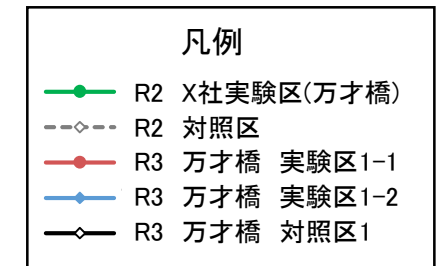 凡例
R2 X社実験区(万才橋)
R2 対照区
R3 万才橋 実験区1-1
R3 万才橋 実験区1-2
R3 万才橋 対照区1